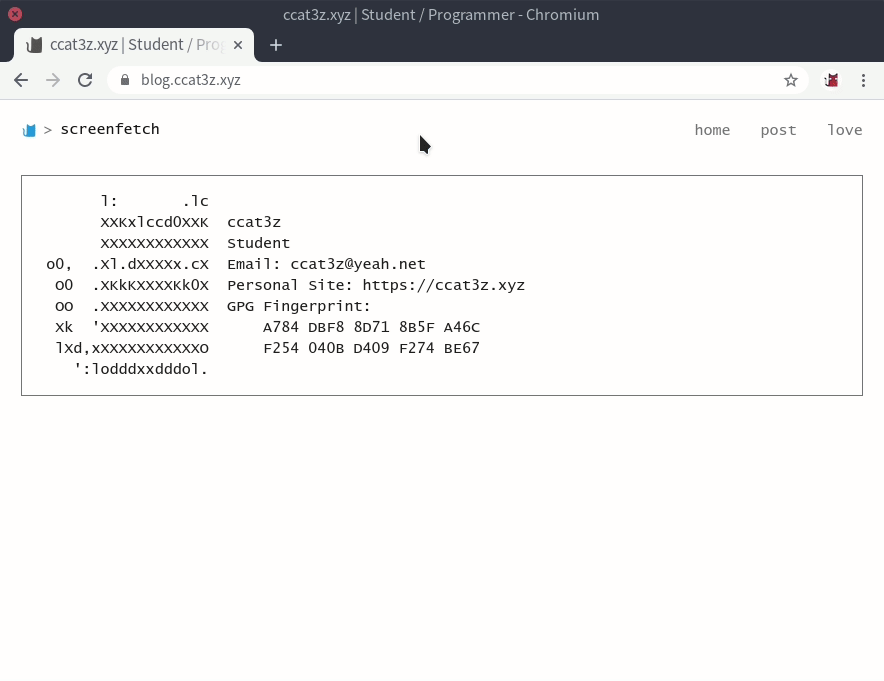 ccat3z.xyz | Student / Programmer - Chromium
ccat3z.xyz | Student / Prog
blog.ccat3z.xyz
> screenfetch
home post love
l:       .lc
XXKxlccdOXXK  ccat3z
XXXXXXXXXXXX  Student
oO,  .Xl.dXXXXx.cX  Email: ccat3z@yeah.net
oO  .XKkKXXXXKkOX  Personal Site: https://ccat3z.xyz
OO  .XXXXXXXXXXXX  GPG Fingerprint:
Xk  'XXXXXXXXXXXX      A784 DBF8 8D71 8B5F A46C
lXd,xXXXXXXXXXXXO      F254 040B D409 F274 BE67
':lodddxxdddol.